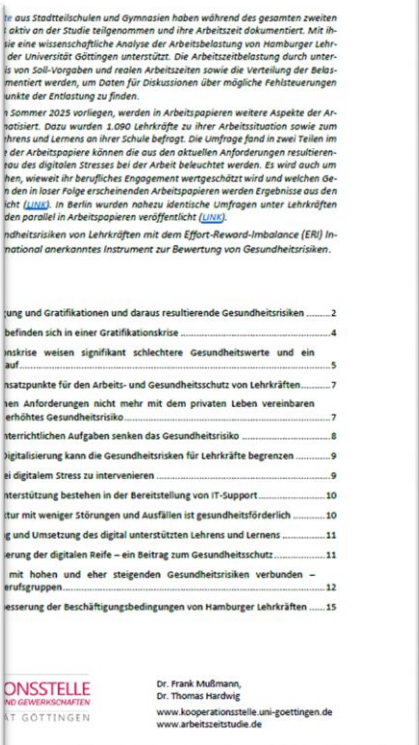 te aus Stadtteilschulen und Gymnasien haben während des gesamten zweiten
aktiv an der Studie teilgenommen und ihre Arbeitszeit dokumentiert. Mit ih-
sie eine wissenschaftliche Analyse der Arbeitsbelastung von Hamburger Lehr-
der Universität Göttingen unterstützt. Die Arbeitszeitbelastung durch unter-
is von Soll-Vorgaben und realen Arbeitszeiten sowie die Verteilung der Belas-
mentiert werden, um Daten für Diskussionen über mögliche Fehlsteuerungen
punkte der Entlastung zu finden.
n Sommer 2025 vorliegen, werden in Arbeitspapieren weitere Aspekte der Ar-
matisiert. Dazu wurden 1.090 Lehrkräfte zu ihrer Arbeitssituation sowie zum
ehrens und Lernens an ihrer Schule befragt. Die Umfrage fand in zwei Teilen im
e der Arbeitspapiere können die aus den aktuellen Anforderungen resultieren-
eau des digitalen Stresses bei der Arbeit beleuchtet werden. Es wird auch um
hen, wieweit ihr berufliches Engagement wertgeschätzt wird und welchen Ge-
n den in loser Folge erscheinenden Arbeitspapieren werden Ergebnisse aus den
icht (LINK). In Berlin wurden nahezu identische Umfragen unter Lehrkräften
den parallel in Arbeitspapieren veröffentlicht (LINK).
ndheitsrisiken von Lehrkräften mit dem Effort-Reward-Imbalance (ERI) In-
national anerkanntes Instrument zur Bewertung von Gesundheitsrisiken.
gung und Gratifikationen und daraus resultierende Gesundheitsrisiken ......... 2
befinden sich in einer Gratifikationskrise ......... 4
onskrise weisen signifikant schlechtere Gesundheitswerte und ein
auf ......... 5
nsatzpunkte für den Arbeits- und Gesundheitsschutz von Lehrkräften ......... 7
hen Anforderungen nicht mehr mit dem privaten Leben vereinbaren
erhöhtes Gesundheitsrisiko ......... 7
nterrichtlichen Aufgaben senken das Gesundheitsrisiko ......... 8
Digitalisierung kann die Gesundheitsrisken für Lehrkräfte begrenzen ......... 9
ei digitalem Stress zu intervenieren ......... 9
nterstützung bestehen in der Bereitstellung von IT-Support ......... 10
ktur mit weniger Störungen und Ausfällen ist gesundheitsförderlich ......... 10
g und Umsetzung des digital unterstützten Lehrens und Lernens ......... 11
serung der digitalen Reife – ein Beitrag zum Gesundheitsschutz ......... 11
mit hohen und eher steigenden Gesundheitsrisiken verbunden –
erufsgruppen ......... 12
besserung der Beschäftigungsbedingungen von Hamburger Lehrkräften ...... 15
ONSSTELLE
ND GEWERKSCHAFTEN
ÄT GÖTTINGEN
Dr. Frank Mußmann,
Dr. Thomas Hardwig
www.kooperationsstelle.uni-goettingen.de
www.arbeitszeitstudie.de